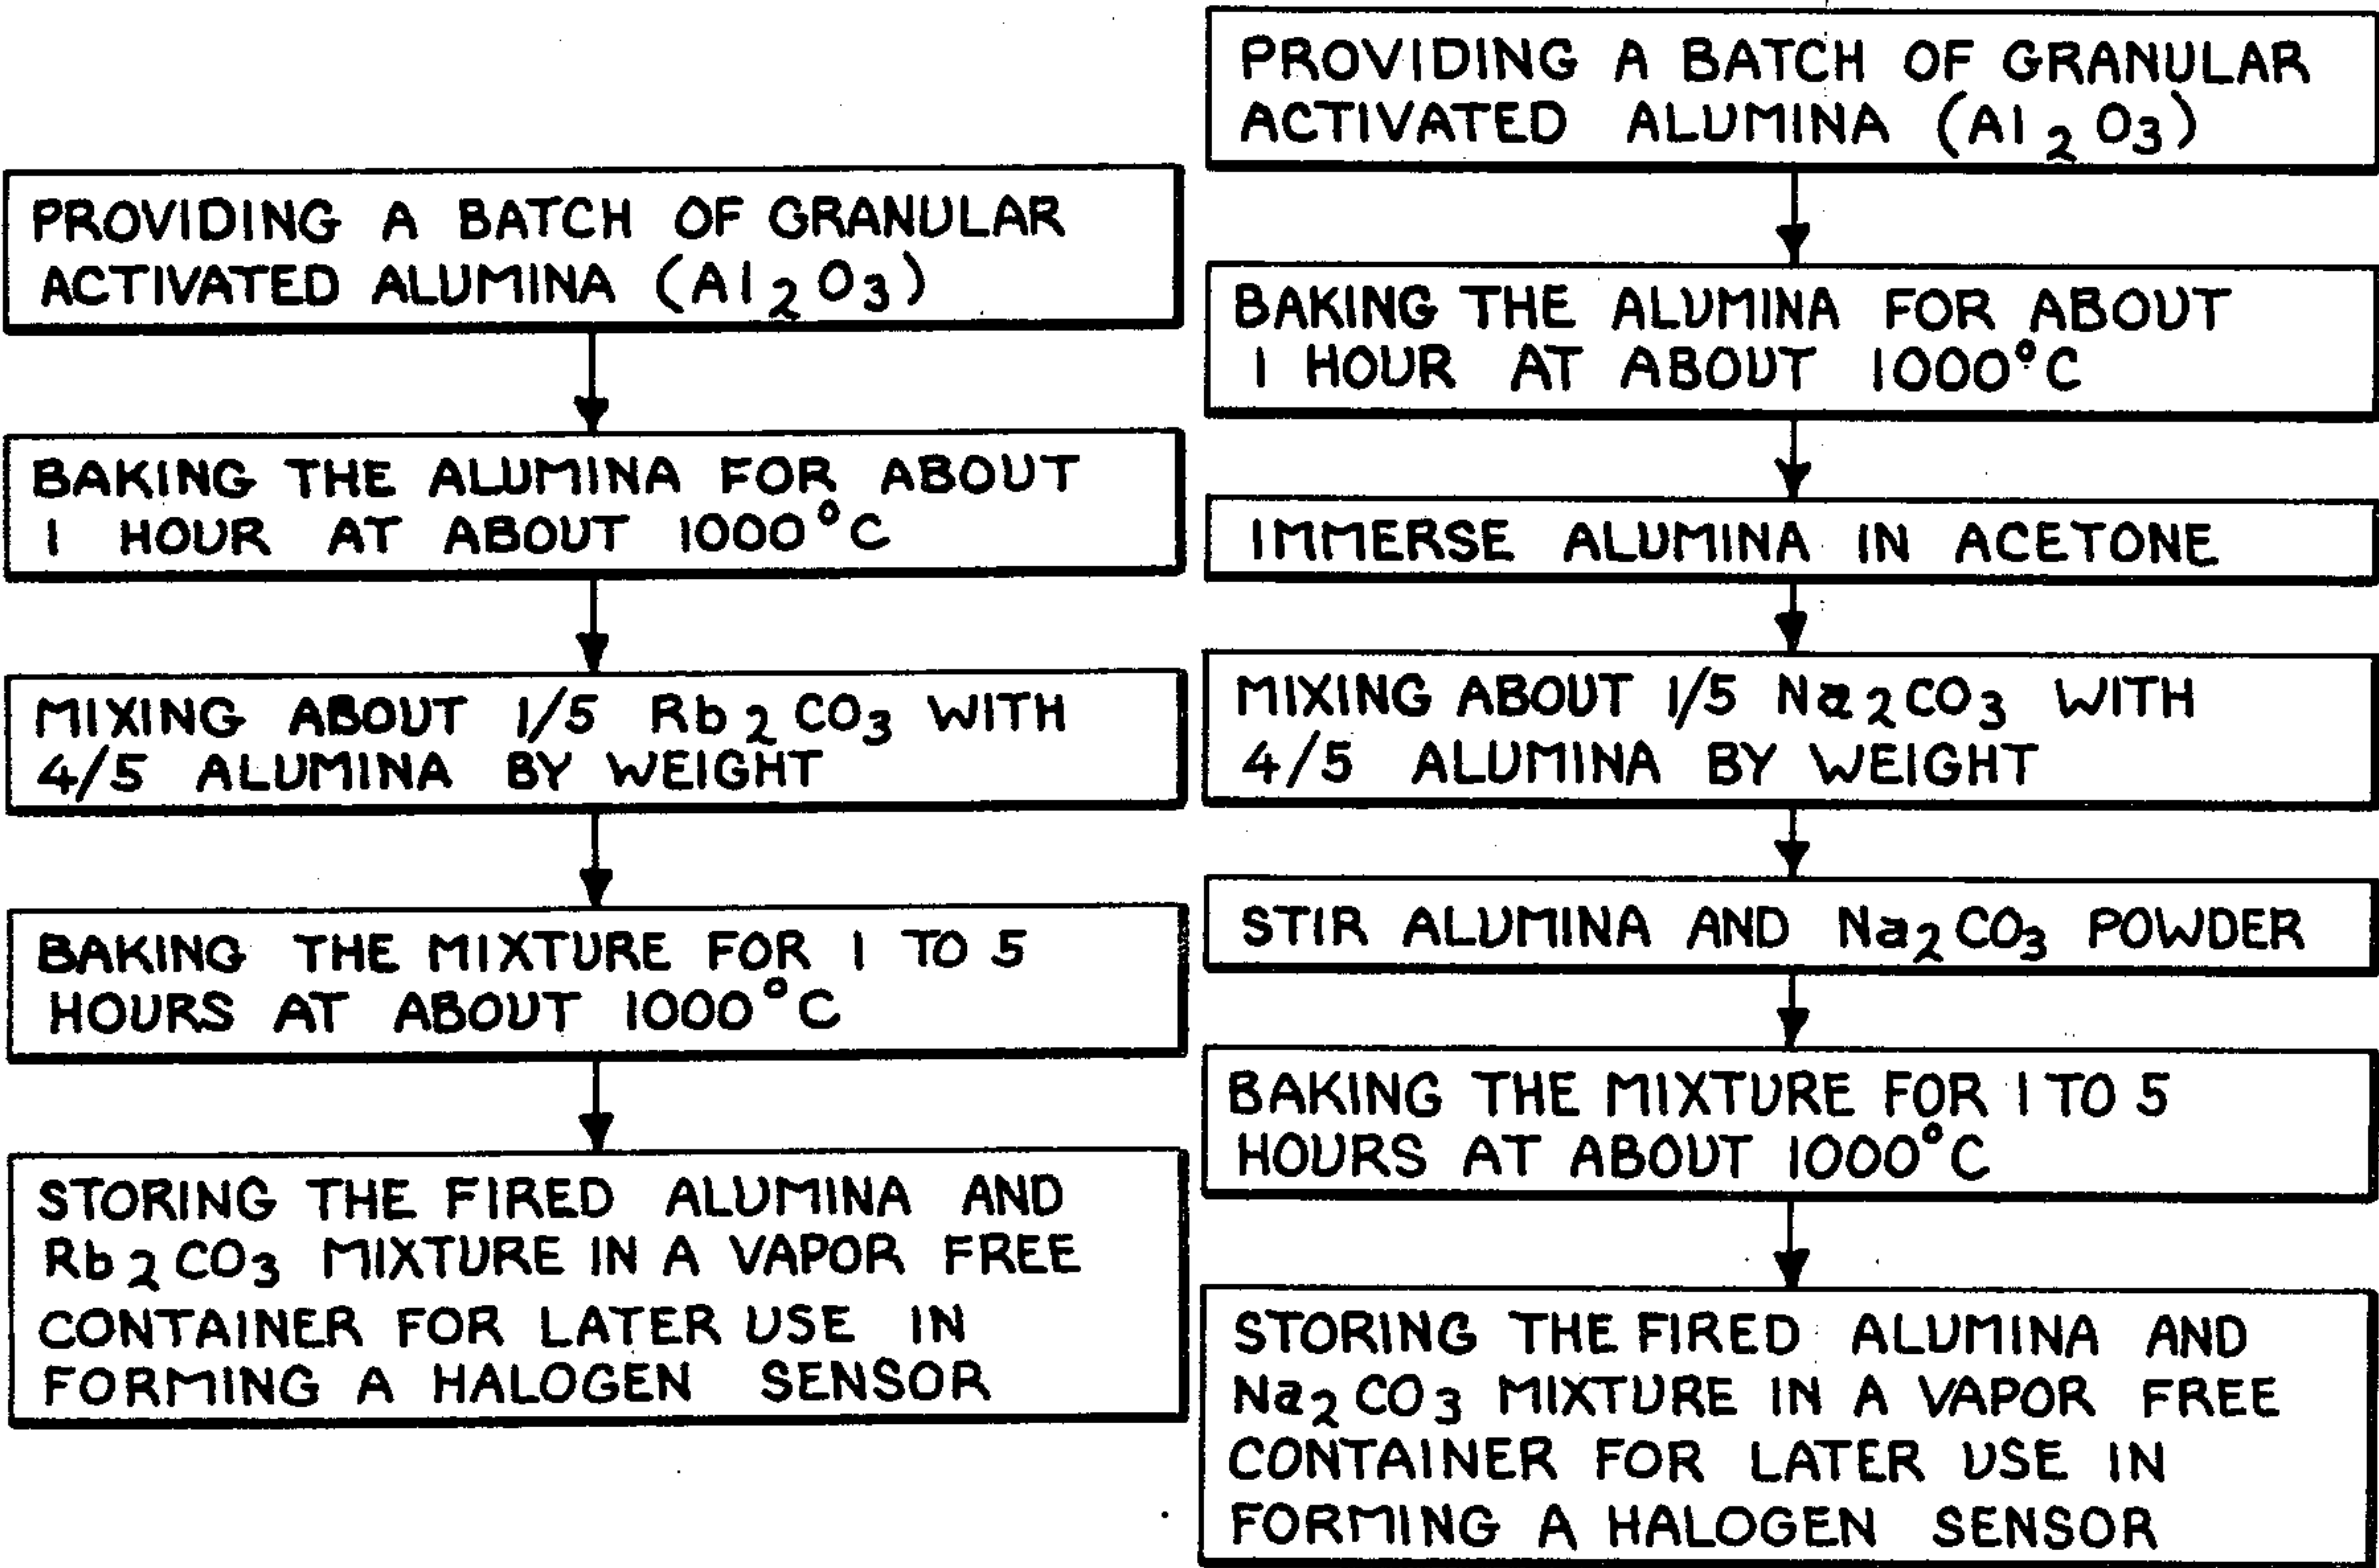 PROVIDING A BATCH OF GRANULAR
ACTIVATED ALUMINA (Al2O3)
BAKING THE ALUMINA FOR ABOUT
1 HOUR AT ABOUT 1000°C
MIXING ABOUT 1/5 Rb2CO3 WITH
4/5 ALUMINA BY WEIGHT
BAKING THE MIXTURE FOR 1 TO 5
HOURS AT ABOUT 1000°C
STORING THE FIRED ALUMINA AND
Rb2CO3 MIXTURE IN A VAPOR FREE
CONTAINER FOR LATER USE IN
FORMING A HALOGEN SENSOR
PROVIDING A BATCH OF GRANULAR
ACTIVATED ALUMINA (Al2O3)
BAKING THE ALUMINA FOR ABOUT
1 HOUR AT ABOUT 1000°C
IMMERSE ALUMINA IN ACETONE
MIXING ABOUT 1/5 Na2CO3 WITH
4/5 ALUMINA BY WEIGHT
STIR ALUMINA AND Na2CO3 POWDER
BAKING THE MIXTURE FOR 1 TO 5
HOURS AT ABOUT 1000°C
STORING THE FIRED ALUMINA AND
Na2CO3 MIXTURE IN A VAPOR FREE
CONTAINER FOR LATER USE IN
FORMING A HALOGEN SENSOR